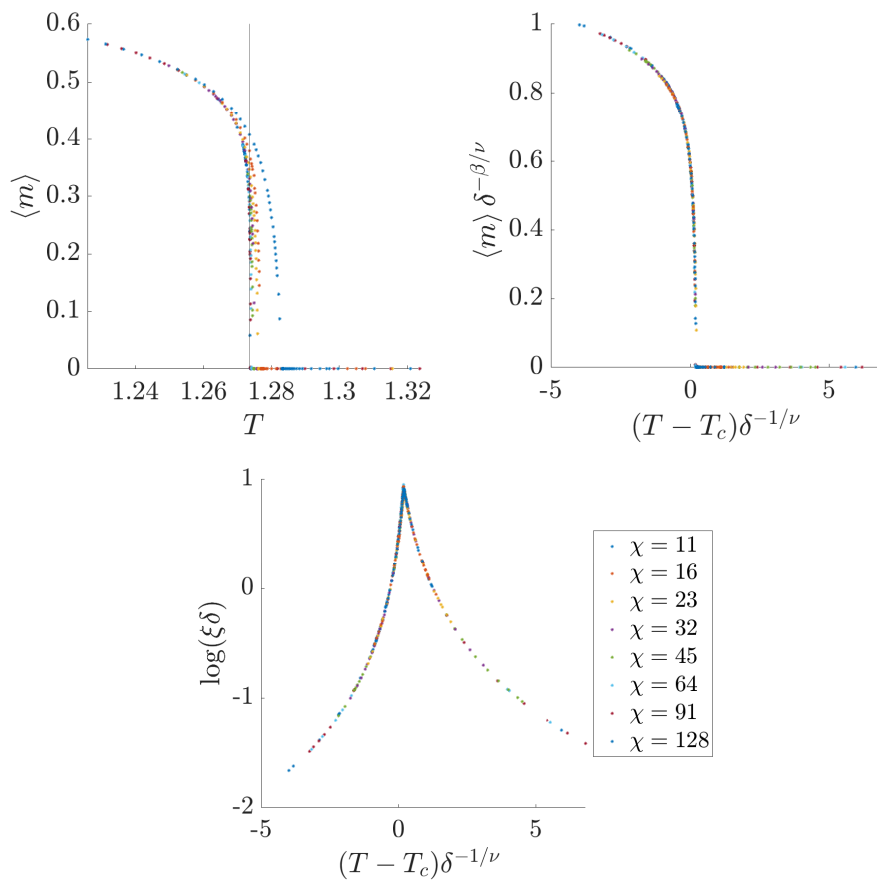 0.6
0.5
0.4
0.3
0.2
0.1
0
1.24 1.26 1.28 1.3 1.32
⟨m⟩
T
1
0.8
0.6
0.4
0.2
0
-5 0 5
⟨m⟩ δ^{-β/ν}
(T − T_c)δ^{-1/ν}
1
0
-1
-2
-5 0 5
log(ξδ)
(T − T_c)δ^{-1/ν}
χ = 11
χ = 16
χ = 23
χ = 32
χ = 45
χ = 64
χ = 91
χ = 128